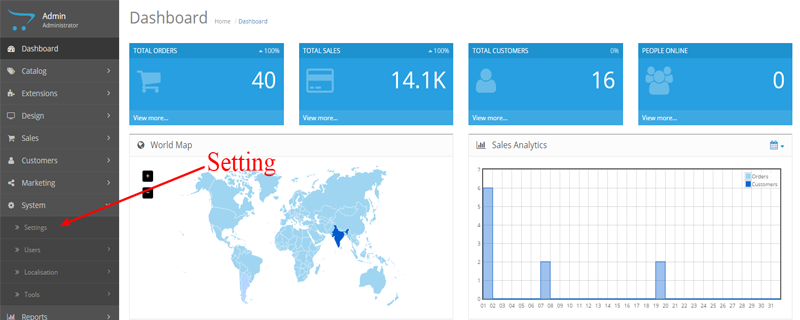 Admin
Administrator
Dashboard
Catalog
Extensions
Design
Sales
Customers
Marketing
System
Settings
Users
Localisation
Tools
Reports
Dashboard
Home / Dashboard
TOTAL ORDERS 100%
40
View more...
TOTAL SALES 100%
14.1K
View more...
TOTAL CUSTOMERS 0%
16
View more...
PEOPLE ONLINE
0
View more...
World Map
+
−
Setting
Sales Analytics
Orders
Customers
7
6
5
4
3
2
1
0
01 02 03 04 05 06 07 08 09 10 11 12 13 14 15 16 17 18 19 20 21 22 23 24 25 26 27 28 29 30 31